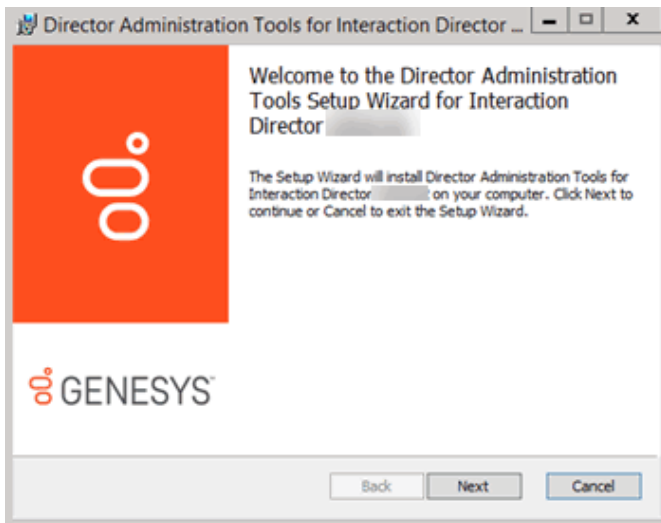 Director Administration Tools for Interaction Director ...
Welcome to the Director Administration
Tools Setup Wizard for Interaction
Director
The Setup Wizard will install Director Administration Tools for
Interaction Director on your computer. Click Next to
continue or Cancel to exit the Setup Wizard.
GENESYS™
Back Next Cancel